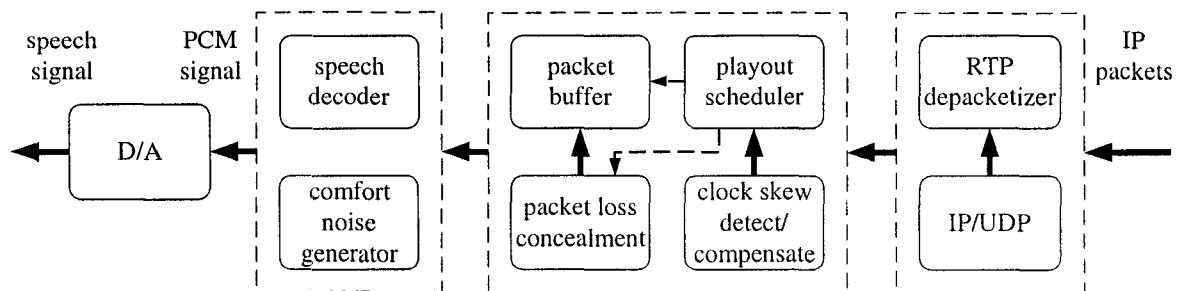 speech
signal
PCM
signal
D/A
speech
decoder
comfort
noise
generator
packet
buffer
playout
scheduler
packet loss
concealment
clock skew
detect/
compensate
RTP
depacketizer
IP/UDP
IP
packets